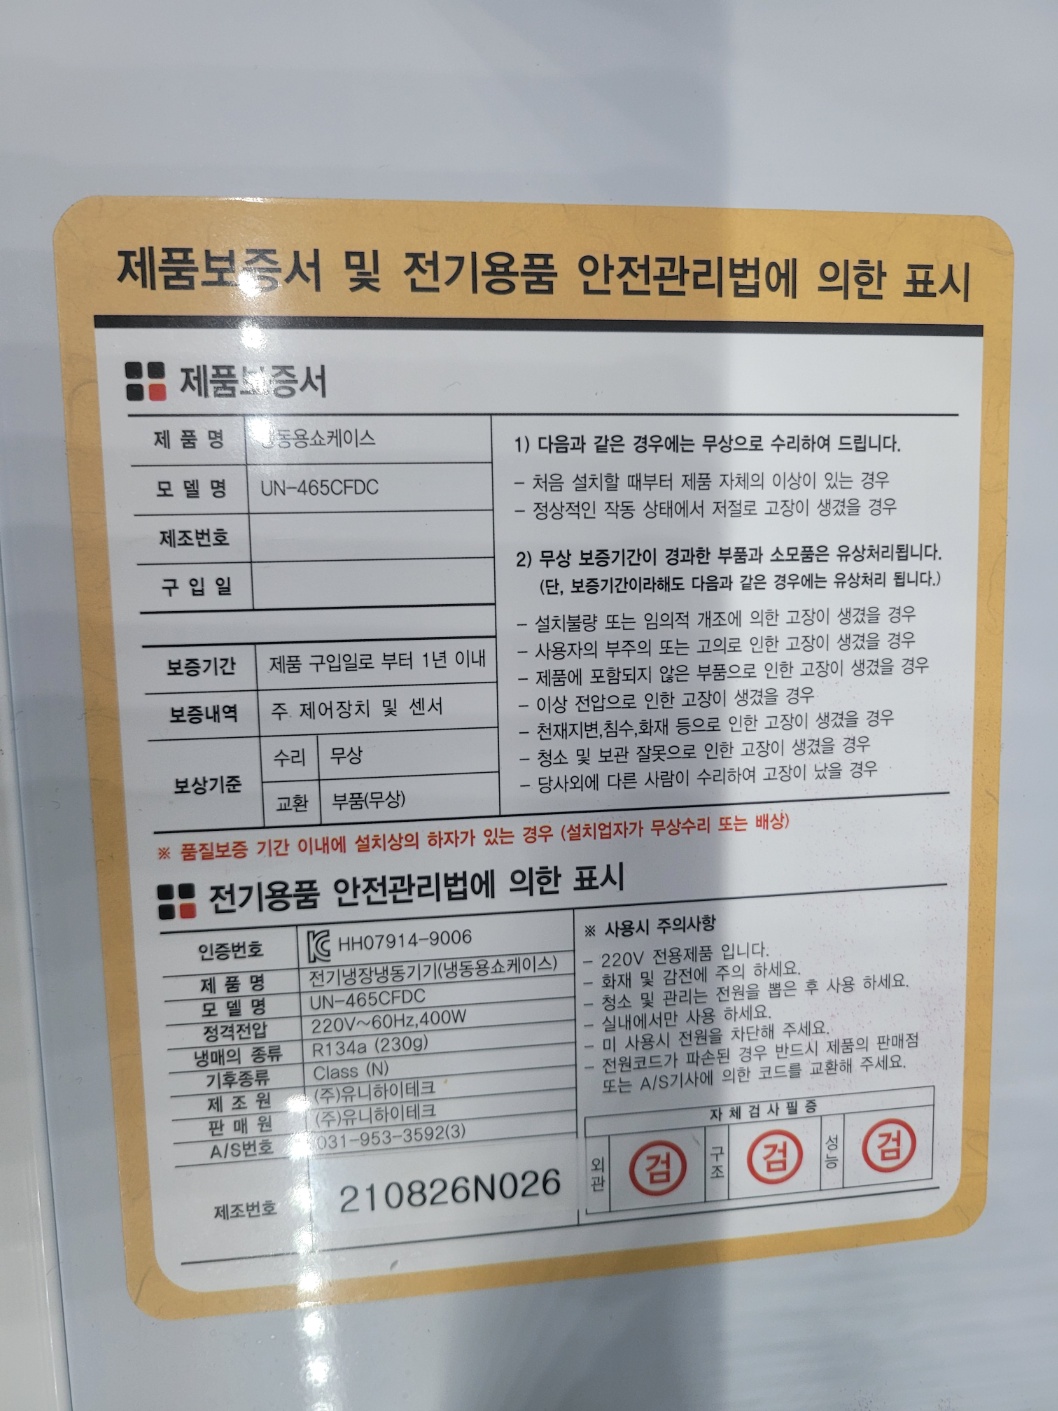 제품보증서 및 전기용품 안전관리법에 의한 표시
제품보증서
제 품 명 냉동용쇼케이스
모 델 명 UN-465CFDC
제조번호
구 입 일
보증기간 제품 구입일로 부터 1년 이내
보증내역 주. 제어장치 및 센서
보상기준
수리 무상
교환 부품(무상)
1) 다음과 같은 경우에는 무상으로 수리하여 드립니다.
- 처음 설치할 때부터 제품 자체의 이상이 있는 경우
- 정상적인 작동 상태에서 저절로 고장이 생겼을 경우
2) 무상 보증기간이 경과한 부품과 소모품은 유상처리됩니다.
(단, 보증기간이라해도 다음과 같은 경우에는 유상처리 됩니다.)
- 설치불량 또는 임의적 개조에 의한 고장이 생겼을 경우
- 사용자의 부주의 또는 고의로 인한 고장이 생겼을 경우
- 제품에 포함되지 않은 부품으로 인한 고장이 생겼을 경우
- 이상 전압으로 인한 고장이 생겼을 경우
- 천재지변,침수,화재 등으로 인한 고장이 생겼을 경우
- 청소 및 보관 잘못으로 인한 고장이 생겼을 경우
- 당사외에 다른 사람이 수리하여 고장이 났을 경우
※ 품질보증 기간 이내에 설치상의 하자가 있는 경우 (설치업자가 무상수리 또는 배상)
전기용품 안전관리법에 의한 표시
인증번호 HH07914-9006
제 품 명 전기냉장냉동기기(냉동용쇼케이스)
모 델 명 UN-465CFDC
정격전압 220V~60Hz,400W
냉매의 종류 R134a (230g)
기후종류 Class (N)
제 조 원 (주)유니하이테크
판 매 원 (주)유니하이테크
A/S번호 031-953-3592(3)
제조번호 210826N026
※ 사용시 주의사항
- 220V 전용제품 입니다.
- 화재 및 감전에 주의 하세요.
- 청소 및 관리는 전원을 뽑은 후 사용 하세요.
- 실내에서만 사용 하세요.
- 미 사용시 전원을 차단해 주세요.
- 전원코드가 파손된 경우 반드시 제품의 판매점
또는 A/S기사에 의한 코드를 교환해 주세요.
자체검사필증
외관 검 구조 검 성능 검